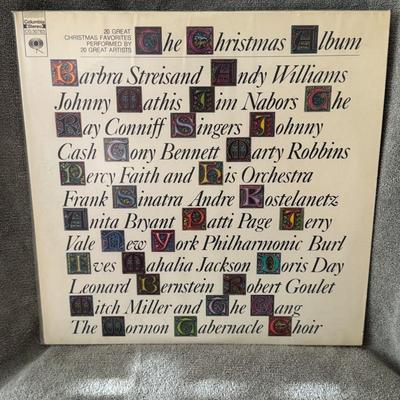 Columbia
Stereo
CG 30763
20 GREAT
CHRISTMAS FAVORITES
PERFORMED BY
20 GREAT ARTISTS
The Christmas Album
Barbra Streisand Andy Williams
Johnny Mathis Jim Nabors The
Ray Conniff Singers Johnny
Cash Tony Bennett Marty Robbins
Percy Faith and His Orchestra
Frank Sinatra Andre Kostelanetz
Anita Bryant Patti Page Jerry
Vale New York Philharmonic Burl
Ives Mahalia Jackson Doris Day
Leonard Bernstein Robert Goulet
Mitch Miller and The Gang
The Mormon Tabernacle Choir